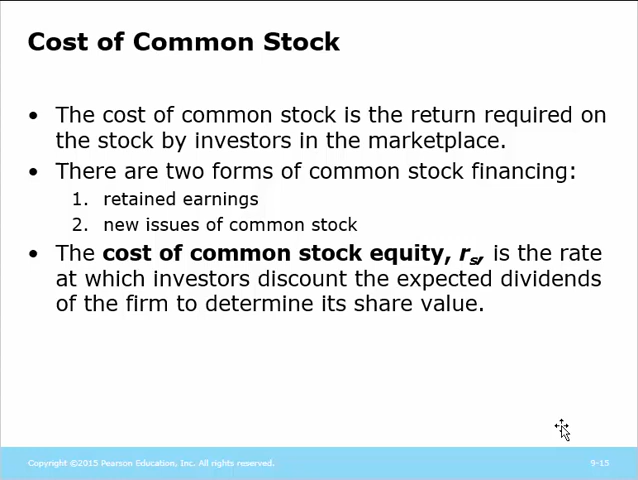 Cost of Common Stock
• The cost of common stock is the return required on
the stock by investors in the marketplace.
• There are two forms of common stock financing:
1. retained earnings
2. new issues of common stock
• The cost of common stock equity, rs, is the rate
at which investors discount the expected dividends
of the firm to determine its share value.
Copyright ©2015 Pearson Education, Inc. All rights reserved.
9-15